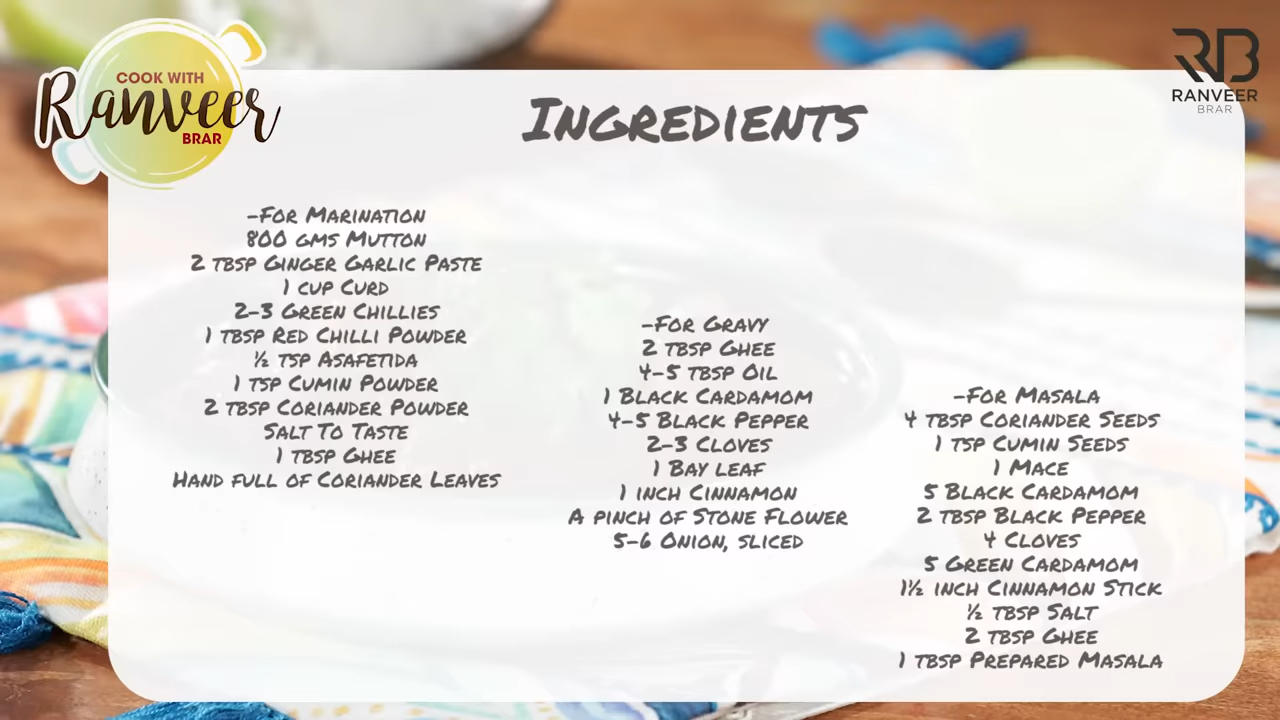 COOK WITH
Ranveer
BRAR
RB
RANVEER
BRAR
Ingredients
-For Marination
800 gms Mutton
2 tbsp Ginger Garlic Paste
1 cup Curd
2-3 Green Chillies
1 tbsp Red Chilli Powder
½ tsp Asafetida
1 tsp Cumin Powder
2 tbsp Coriander Powder
Salt To Taste
1 tbsp Ghee
Hand full of Coriander Leaves
-For Gravy
2 tbsp Ghee
4-5 tbsp Oil
1 Black Cardamom
4-5 Black Pepper
2-3 Cloves
1 Bay leaf
1 inch Cinnamon
A pinch of Stone Flower
5-6 Onion, sliced
-For Masala
4 tbsp Coriander Seeds
1 tsp Cumin Seeds
1 Mace
5 Black Cardamom
2 tbsp Black Pepper
4 Cloves
5 Green Cardamom
1½ inch Cinnamon Stick
½ tbsp Salt
2 tbsp Ghee
1 tbsp Prepared Masala